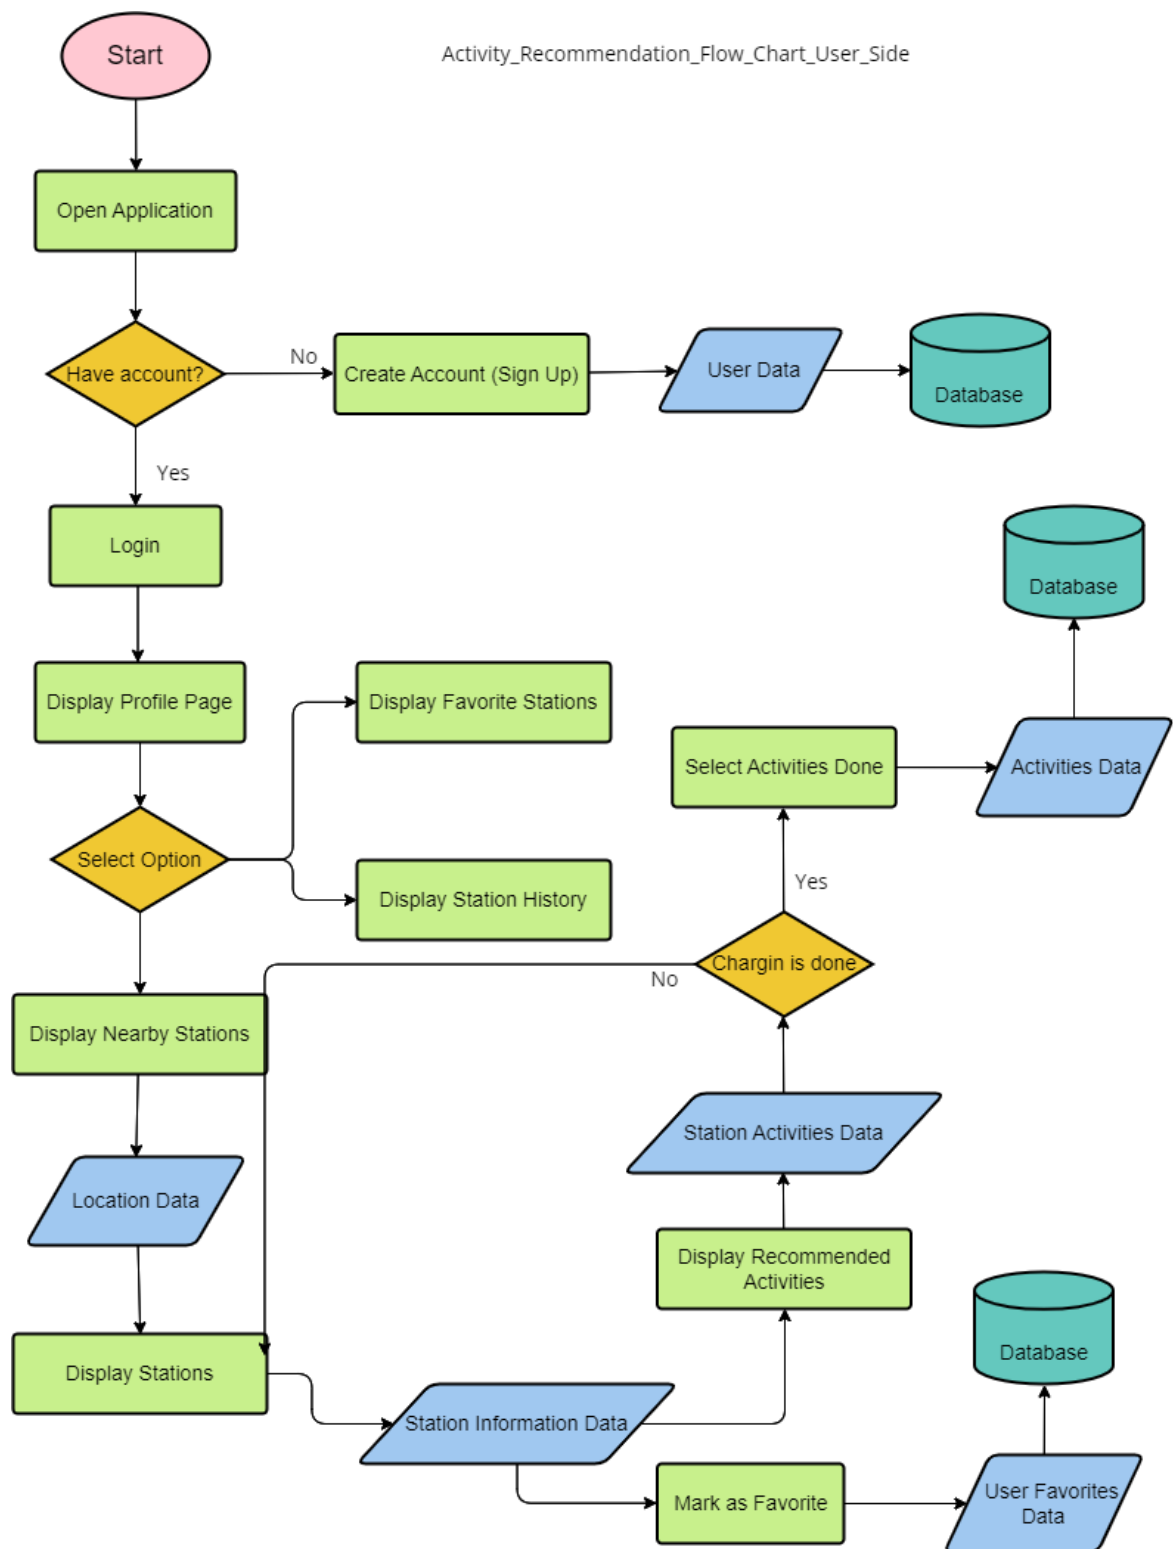 Start
Activity_Recommendation_Flow_Chart_User_Side
Open Application
Have account?
No
Create Account (Sign Up)
User Data
Database
Yes
Login
Database
Display Profile Page
Display Favorite Stations
Select Activities Done
Activities Data
Select Option
Display Station History
Yes
Chargin is done
No
Display Nearby Stations
Station Activities Data
Location Data
Display Recommended
Activities
Database
Display Stations
Station Information Data
Mark as Favorite
User Favorites
Data